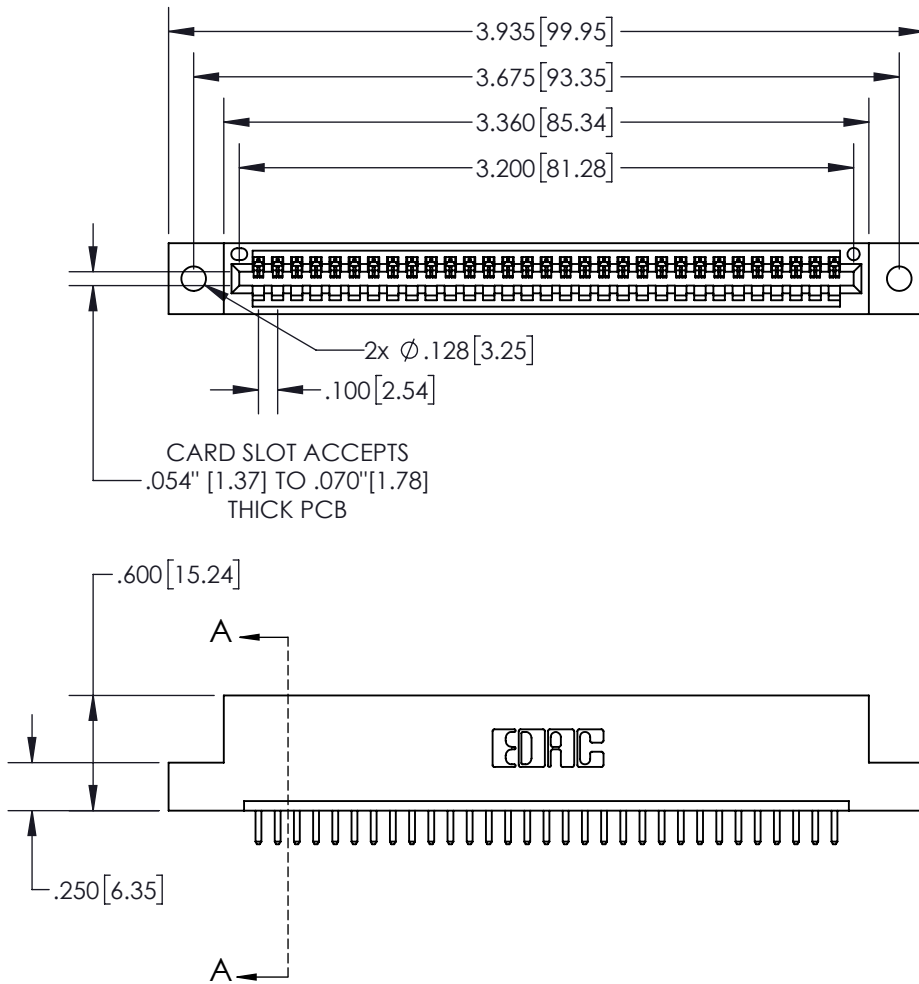 3.935[99.95]
3.675[93.35]
3.360[85.34]
3.200[81.28]
2x Ø.128[3.25]
.100[2.54]
CARD SLOT ACCEPTS
.054" [1.37] TO .070"[1.78]
THICK PCB
.600[15.24]
A
EDAC
.250[6.35]
A